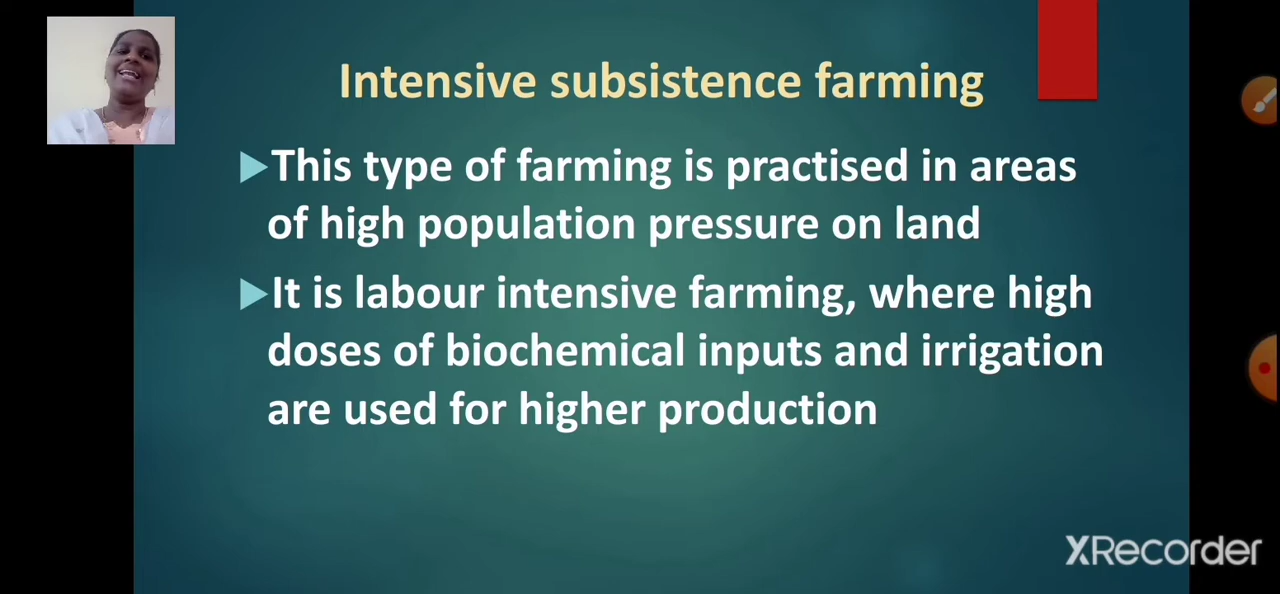 Intensive subsistence farming
This type of farming is practised in areas
of high population pressure on land
It is labour intensive farming, where high
doses of biochemical inputs and irrigation
are used for higher production
XRecorder